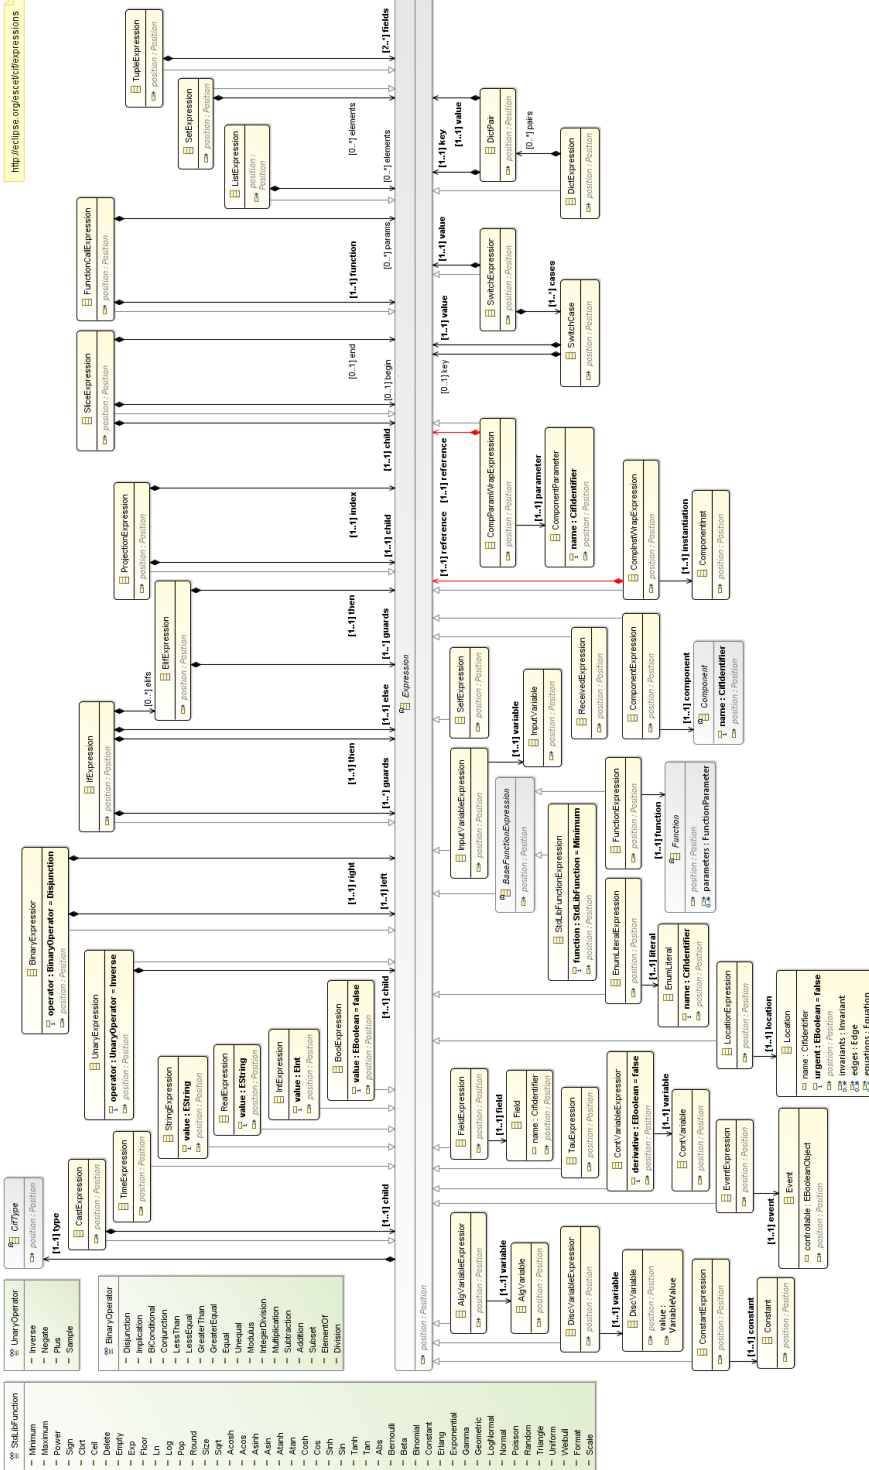 http://eclipse.org/escet/cif/expressions
TupleExpression
position : Position
[2..*] fields
SetExpression
position : Position
[0..*] elements
ListExpression
position :
Position
[0..*] elements
FunctionCallExpression
position : Position
[0..*] params
[1..1] function
SliceExpression
position : Position
[0..1] end
[0..1] begin
[1..1] child
ProjectionExpression
position : Position
[1..1] index
[1..1] child
ElifExpression
position : Position
[1..1] then
[1..*] guards
[0..*] elifs
IfExpression
position : Position
[1..1] else
[1..1] then
[1..*] guards
BinaryExpression
operator : BinaryOperator = Disjunction
position : Position
[1..1] right
[1..1] left
UnaryExpression
operator : UnaryOperator = Inverse
position : Position
[1..1] child
StringExpression
value : EString
position : Position
RealExpression
value : EString
position : Position
IntExpression
value : EInt
position : Position
BoolExpression
value : EBoolean = false
position : Position
TimeExpression
position : Position
CastExpression
position : Position
[1..1] child
CifType
position : Position
[1..1] type
UnaryOperator
Inverse
Negate
Plus
Sample
BinaryOperator
Disjunction
Implication
BiConditional
Conjunction
LessThan
LessEqual
GreaterThan
GreaterEqual
Equal
Unequal
Modulus
IntegerDivision
Multiplication
Subtraction
Addition
Subset
ElementOf
Division
StdLibFunction
Minimum
Maximum
Power
Sign
Cbrt
Ceil
Delete
Empty
Exp
Floor
Ln
Log
Pop
Round
Size
Sqrt
Acosh
Acos
Asinh
Asin
Atanh
Atan
Cosh
Cos
Sinh
Sin
Tanh
Tan
Abs
Bernoulli
Beta
Binomial
Constant
Erlang
Exponential
Gamma
Geometric
LogNormal
Normal
Poisson
Random
Triangle
Uniform
Weibull
Format
Scale
Expression
position : Position
DictPair
position : Position
[1..1] key
[1..1] value
[0..*] pairs
DictExpression
position : Position
SwitchExpression
position : Position
[1..1] value
[1..*] cases
SwitchCase
position : Position
[1..1] value
[0..1] key
CompParamWrapExpression
position : Position
[1..1] reference
[1..1] parameter
ComponentParameter
name : CifIdentifier
position : Position
CompInstWrapExpression
position : Position
[1..1] reference
[1..1] instantiation
ComponentInst
position : Position
SelfExpression
position : Position
ReceivedExpression
position : Position
ComponentExpression
position : Position
[1..1] component
Component
name : CifIdentifier
position : Position
InputVariableExpression
position : Position
[1..1] variable
InputVariable
position : Position
BaseFunctionExpression
position : Position
StdLibFunctionExpression
function : StdLibFunction = Minimum
position : Position
FunctionExpression
position : Position
[1..1] function
Function
position : Position
parameters : FunctionParameter
EnumLiteralExpression
position : Position
[1..1] literal
EnumLiteral
name : CifIdentifier
position : Position
LocationExpression
position : Position
[1..1] location
Location
name : CifIdentifier
urgent : EBoolean = false
position : Position
invariants : Invariant
edges : Edge
equations : Equation
FieldExpression
position : Position
[1..1] field
Field
name : CifIdentifier
position : Position
TauExpression
position : Position
ContVariableExpression
derivative : EBoolean = false
position : Position
[1..1] variable
ContVariable
position : Position
EventExpression
position : Position
[1..1] event
Event
controllable : EBooleanObject
position : Position
AlgVariableExpression
position : Position
[1..1] variable
AlgVariable
position : Position
DiscVariableExpression
position : Position
[1..1] variable
DiscVariable
position : Position
value :
VariableValue
ConstantExpression
position : Position
[1..1] constant
Constant
position : Position